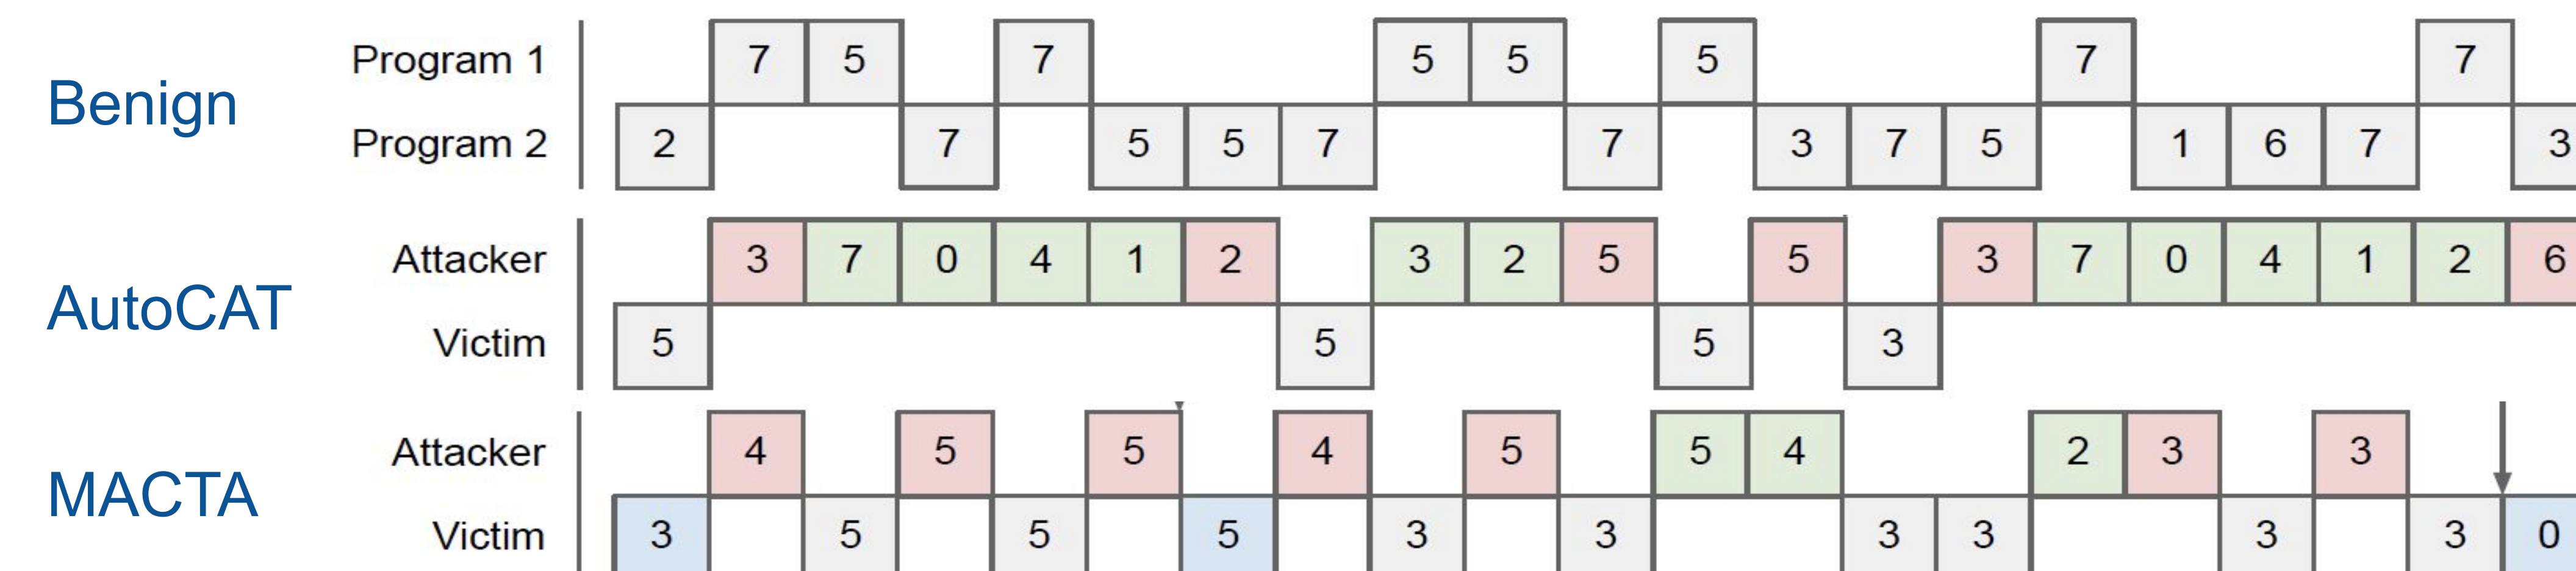 Benign
Program 1 7 5 7 5 5 5 7 7
Program 2 2 7 5 5 7 7 3 7 5 1 6 7 3
AutoCAT
Attacker 3 7 0 4 1 2 3 2 5 5 3 7 0 4 1 2 6
Victim 5 5 5 3
MACTA
Attacker 4 5 5 4 5 5 4 2 3 3
Victim 3 5 5 5 3 3 3 3 3 3 0